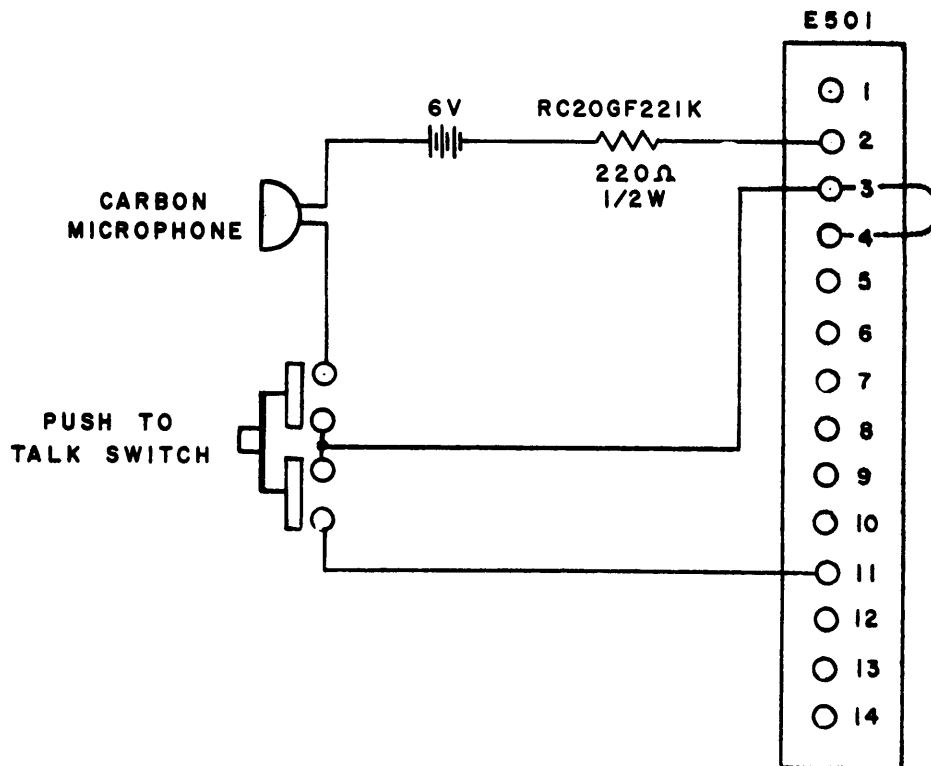 E501
6V
RC20GF221K
220Ω
1/2W
CARBON
MICROPHONE
PUSH TO
TALK SWITCH
1
2
3
4
5
6
7
8
9
10
11
12
13
14